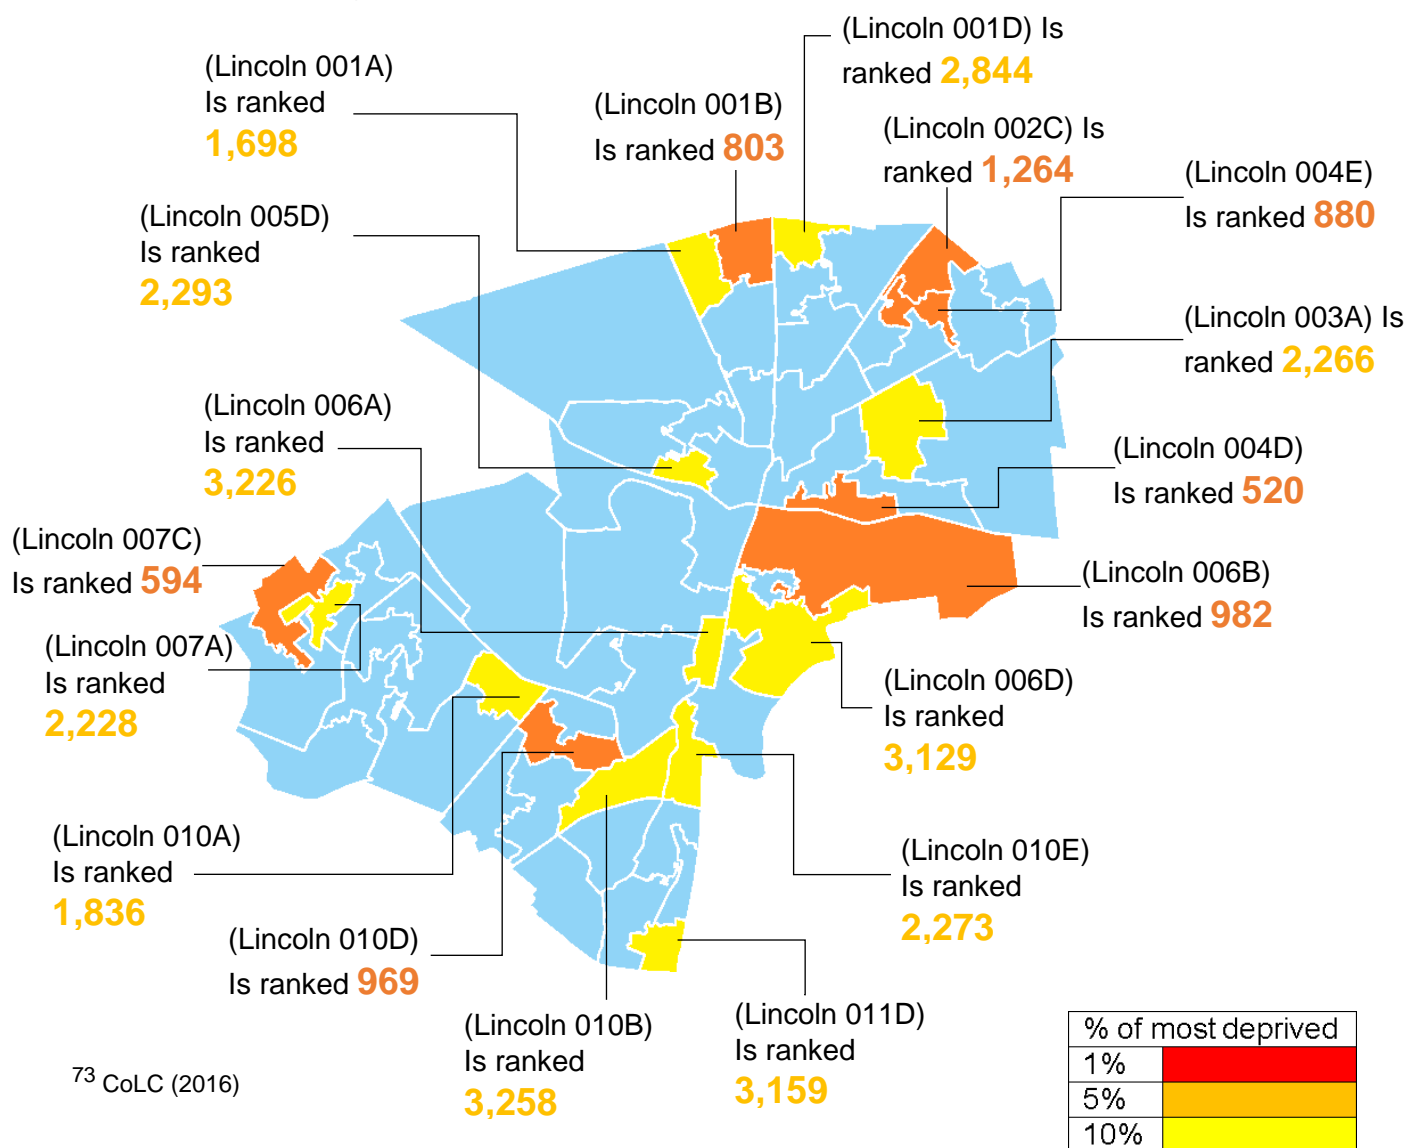 (Lincoln 001D) Is
ranked 2,844
(Lincoln 001A)
Is ranked
1,698
(Lincoln 001B)
Is ranked 803
(Lincoln 002C) Is
ranked 1,264
(Lincoln 004E)
Is ranked 880
(Lincoln 005D)
Is ranked
2,293
(Lincoln 003A) Is
ranked 2,266
(Lincoln 006A)
Is ranked
3,226
(Lincoln 004D)
Is ranked 520
(Lincoln 007C)
Is ranked 594
(Lincoln 006B)
Is ranked 982
(Lincoln 007A)
Is ranked
2,228
(Lincoln 006D)
Is ranked
3,129
(Lincoln 010A)
Is ranked
1,836
(Lincoln 010E)
Is ranked
2,273
(Lincoln 010D)
Is ranked 969
(Lincoln 010B)
Is ranked
3,258
(Lincoln 011D)
Is ranked
3,159
% of most deprived
1%
5%
10%
73 CoLC (2016)